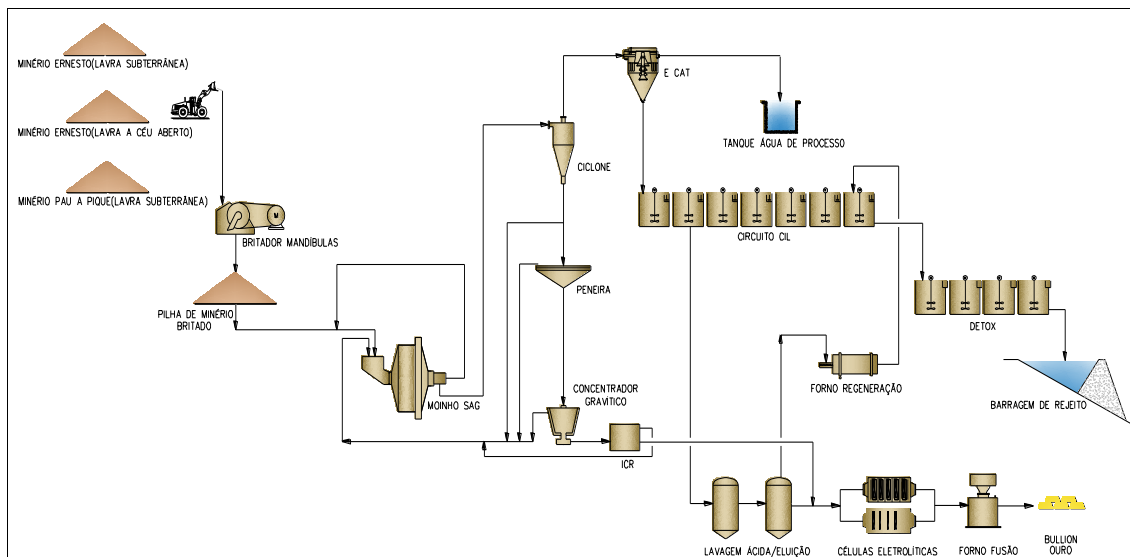 MINÉRIO ERNESTO(LAVRA SUBTERRÂNEA)
MINÉRIO ERNESTO(LAVRA A CÉU ABERTO)
MINÉRIO PAU A PIQUE(LAVRA SUBTERRÂNEA)
M
BRITADOR MANDÍBULAS
PILHA DE MINÉRIO
BRITADO
MOINHO SAG
CICLONE
PENEIRA
CONCENTRADOR
GRAVÍTICO
ICR
E CAT
TANQUE ÁGUA DE PROCESSO
CIRCUITO CIL
DETOX
FORNO REGENERAÇÃO
BARRAGEM DE REJEITO
LAVAGEM ÁCIDA/ELUIÇÃO
CÉLULAS ELETROLÍTICAS
FORNO FUSÃO
BULLION
OURO